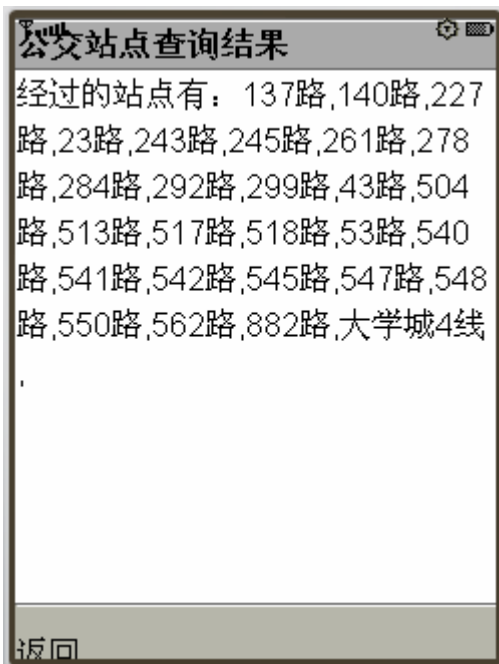 公交站点查询结果
经过的站点有：137路,140路,227
路,23路,243路,245路,261路,278
路,284路,292路,299路,43路,504
路,513路,517路,518路,53路,540
路,541路,542路,545路,547路,548
路,550路,562路,882路,大学城4线
,
返回